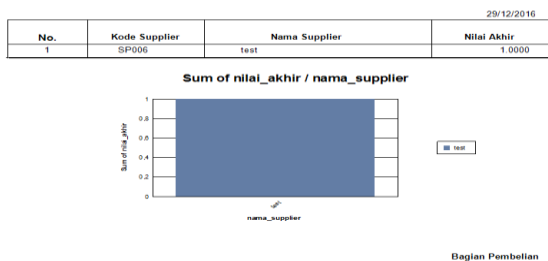 29/12/2016
No. Kode Supplier Nama Supplier Nilai Akhir
1 SP006 test 1.0000
Sum of nilai_akhir / nama_supplier
1
0.8
0.6
0.4
0.2
0
Sum of nilai_akhir
test
test
nama_supplier
Bagian Pembelian